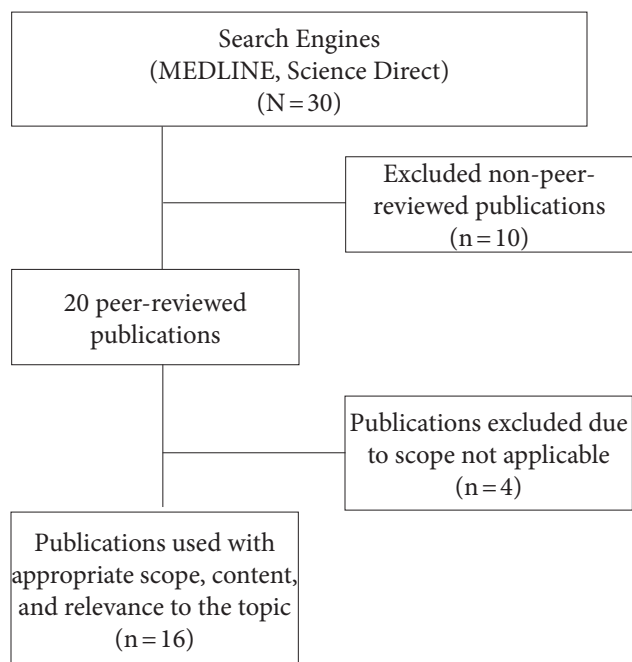 Search Engines
(MEDLINE, Science Direct)
(N = 30)
Excluded non-peer-
reviewed publications
(n = 10)
20 peer-reviewed
publications
Publications excluded due
to scope not applicable
(n = 4)
Publications used with
appropriate scope, content,
and relevance to the topic
(n = 16)